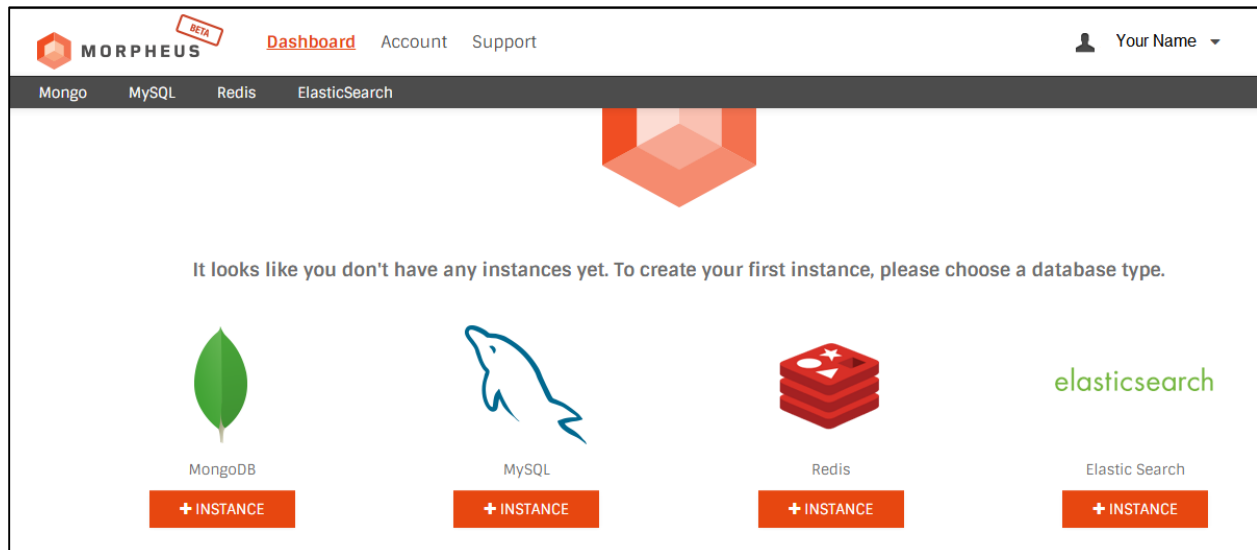 MORPHEUS BETA Dashboard Account Support Your Name
Mongo MySQL Redis ElasticSearch
It looks like you don't have any instances yet. To create your first instance, please choose a database type.
elasticsearch
MongoDB MySQL Redis Elastic Search
+ INSTANCE + INSTANCE + INSTANCE + INSTANCE